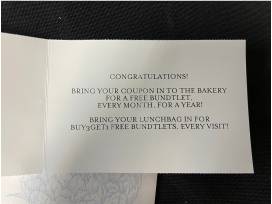 CONGRATULATIONS!
BRING YOUR COUPON IN TO THE BAKERY
FOR A FREE BUNDTLET,
EVERY MONTH, FOR A YEAR!
BRING YOUR LUNCHBAG IN FOR
BUY3GET1 FREE BUNDTLETS, EVERY VISIT!